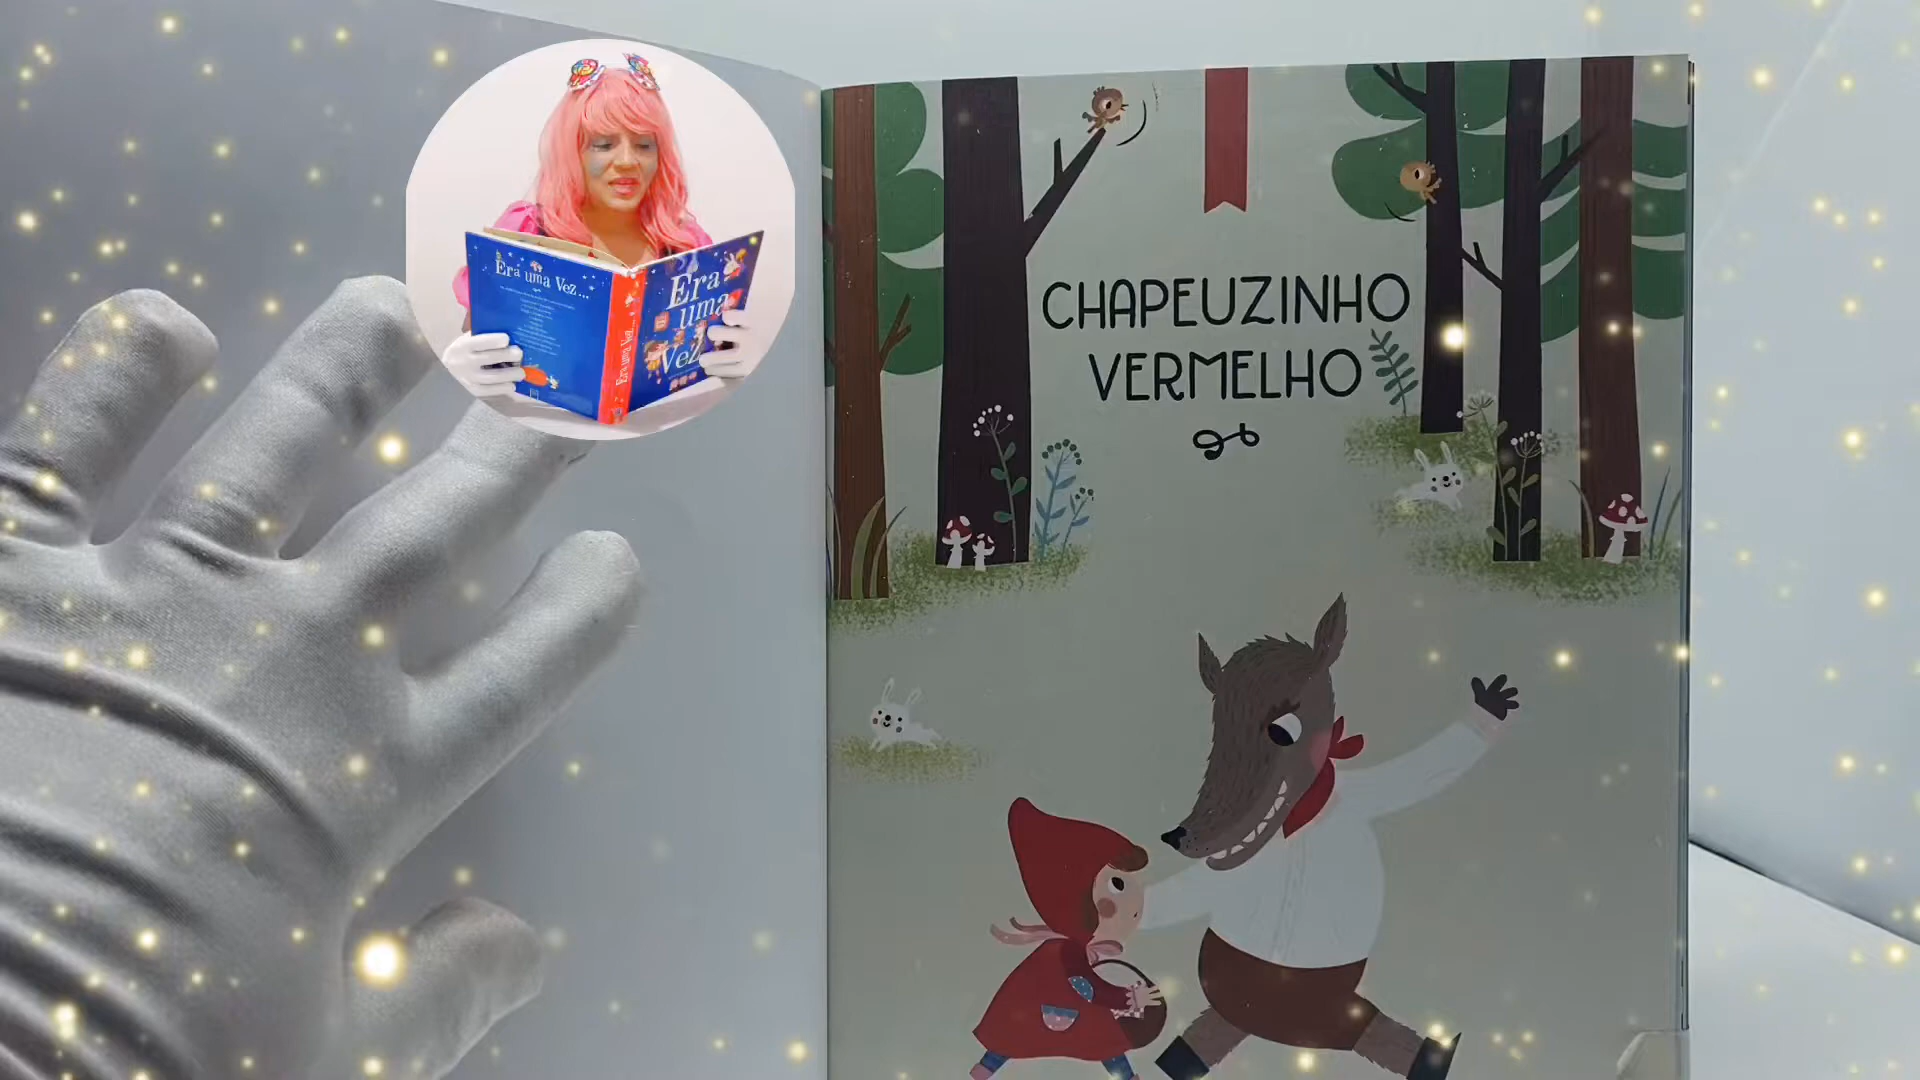 Era uma Vez...
Era uma Vez...
Era
uma
Vez
CHAPEUZINHO
VERMELHO